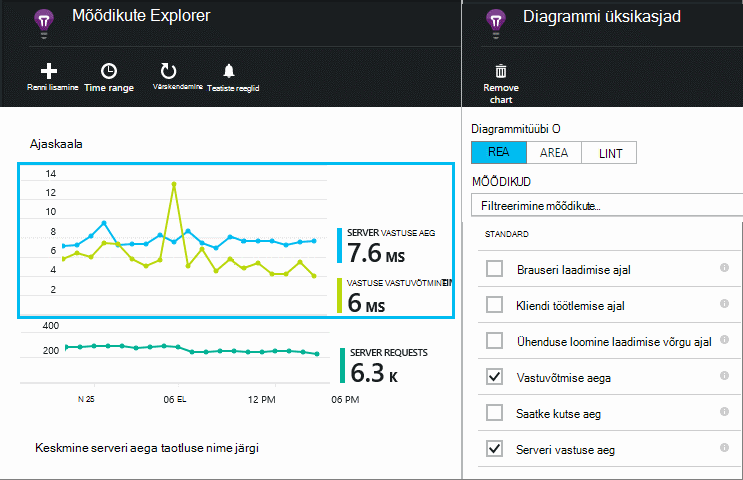 Mõõdikute Explorer
Renni lisamine Time range Värskendamine Teatiste reeglid
Ajaskaala
14
12
10
8
6
4
2
SERVER VASTUSE AEG
7.6 MS
VASTUSE VASTUVÕTMINE
6 MS
400
200
SERVER REQUESTS
6.3 K
N 25 06 EL 12 PM 06 PM
Keskmine serveri aega taotluse nime järgi
Diagrammi üksikasjad
Remove
chart
Diagrammitüübi O
REA AREA LINT
MÕÕDIKUD
Filtreerimine mõõdikute...
STANDARD
Brauseri laadimise ajal
Kliendi töötlemise ajal
Ühenduse loomine laadimise võrgu ajal
Vastuvõtmise aega
Saatke kutse aeg
Serveri vastuse aeg